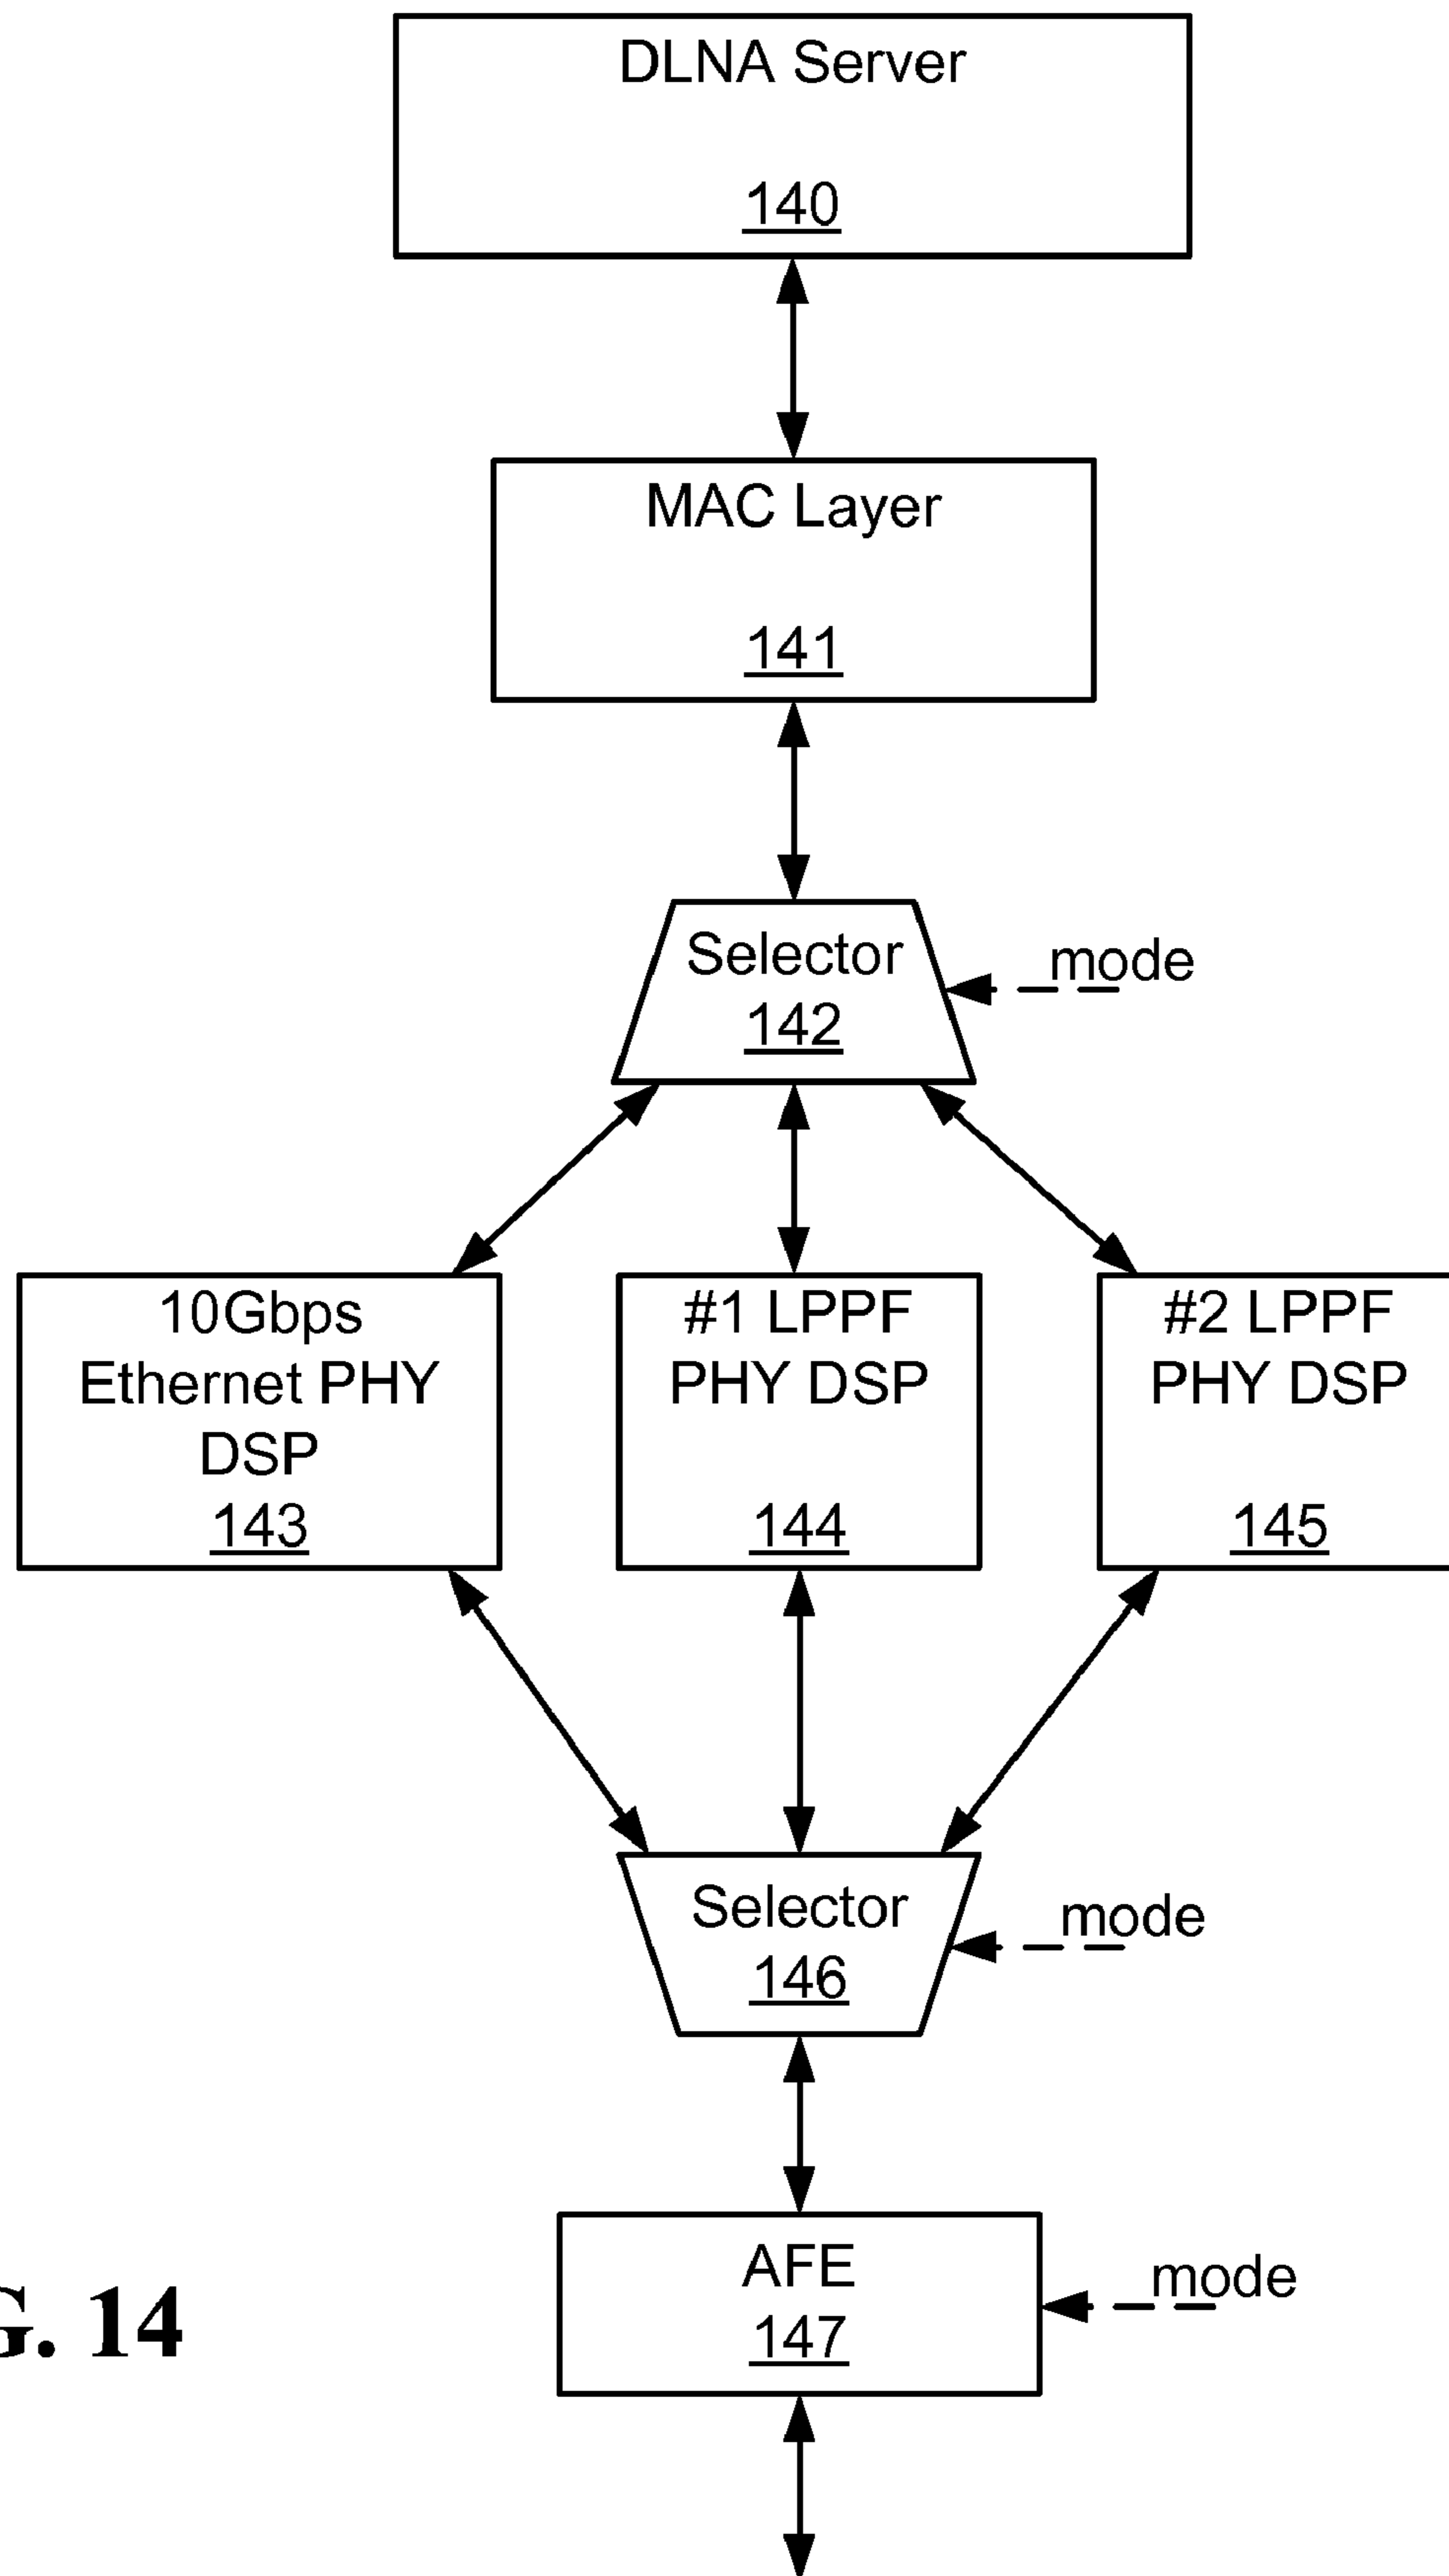 DLNA Server
140
MAC Layer
141
Selector
142
mode
10Gbps
Ethernet PHY
DSP
143
#1 LPPF
PHY DSP
144
#2 LPPF
PHY DSP
145
Selector
146
mode
AFE
147
mode
G. 14